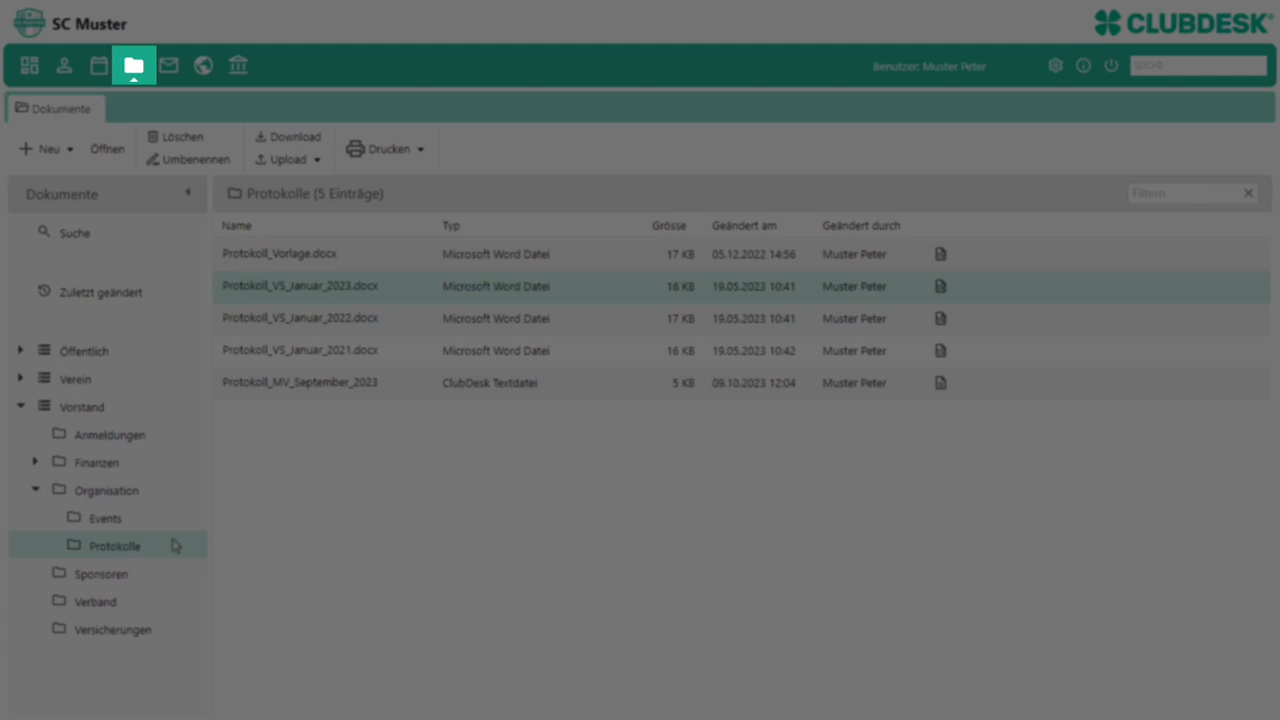 SC Muster
CLUBDESK
Benutzer: Muster Peter
SUCHE
Dokumente
Neu
Öffnen
Löschen
Umbenennen
Download
Upload
Drucken
Dokumente
Protokolle (5 Einträge)
Filtern
Suche
Zuletzt geändert
Öffentlich
Verein
Vorstand
Anmeldungen
Finanzen
Organisation
Events
Protokolle
Sponsoren
Verband
Versicherungen
Name Typ Grösse Geändert am Geändert durch
Protokoll_Vorlage.docx Microsoft Word Datei 17 KB 05.12.2022 14:56 Muster Peter
Protokoll_VS_Januar_2023.docx Microsoft Word Datei 16 KB 19.05.2023 10:41 Muster Peter
Protokoll_VS_Januar_2022.docx Microsoft Word Datei 17 KB 19.05.2023 10:41 Muster Peter
Protokoll_VS_Januar_2021.docx Microsoft Word Datei 16 KB 19.05.2023 10:42 Muster Peter
Protokoll_MV_September_2023 ClubDesk Textdatei 5 KB 09.10.2023 12:04 Muster Peter